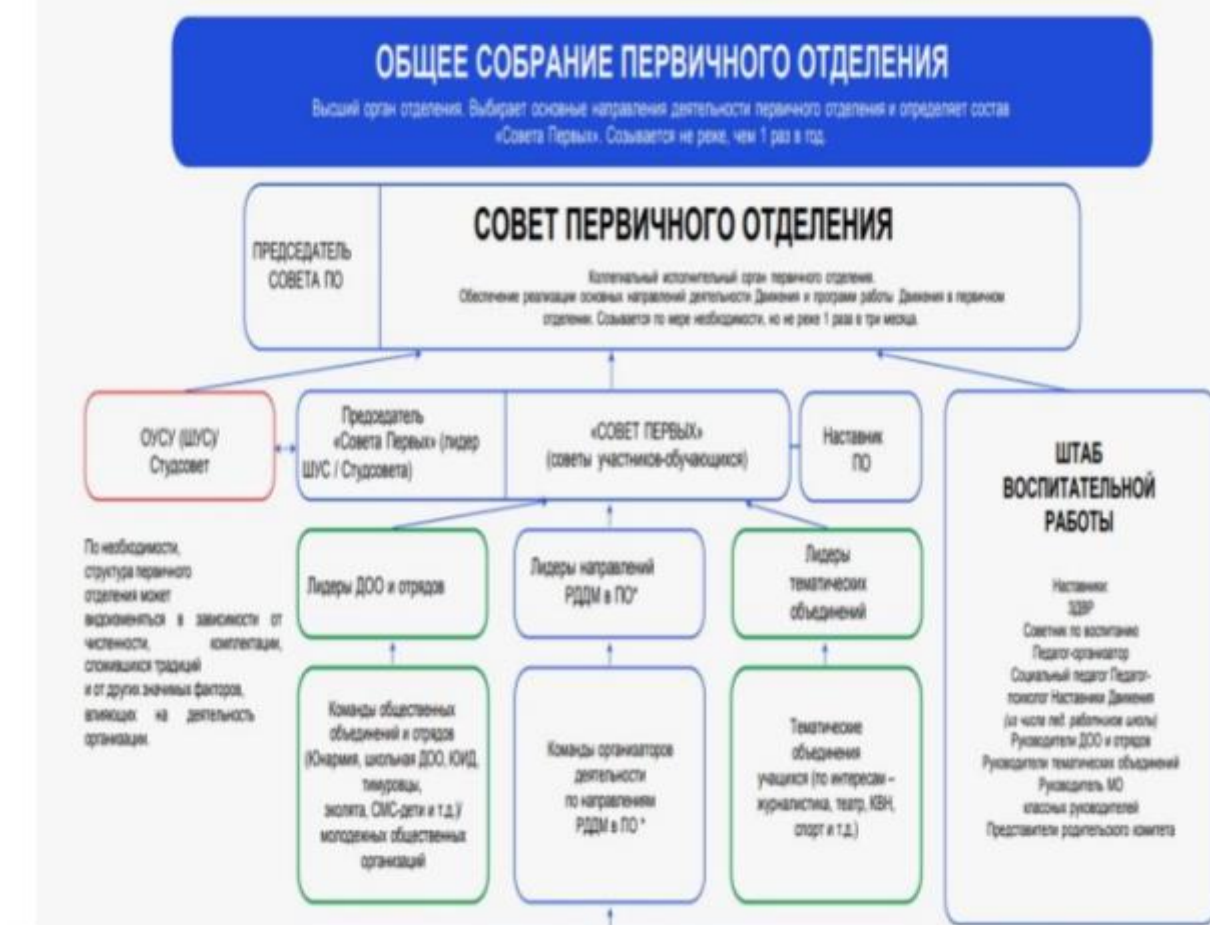 ОБЩЕЕ СОБРАНИЕ ПЕРВИЧНОГО ОТДЕЛЕНИЯ
Высший орган отделения. Выбирает основные направления деятельности первичного отделения и определяет состав
«Совета Первых». Созывается не реже, чем 1 раз в год.
ПРЕДСЕДАТЕЛЬ
СОВЕТА ПО
СОВЕТ ПЕРВИЧНОГО ОТДЕЛЕНИЯ
Коллегиальный исполнительный орган первичного отделения.
Обеспечение реализации основных направлений деятельности Движения и программ работы Движения в первичном
отделении. Созывается по мере необходимости, но не реже 1 раза в три месяца.
ОУСУ (ШУС)/
Студсовет
Председатель
«Совета Первых» (лидер
ШУС / Студсовета)
«СОВЕТ ПЕРВЫХ»
(советы участников-обучающихся)
Наставник
ПО
ШТАБ
ВОСПИТАТЕЛЬНОЙ
РАБОТЫ
Наставники:
ЗДВР
Советник по воспитанию
Педагог-организатор
Социальный педагог Педагог-
психолог Наставники Движения
(из числа пед. работников школы)
Руководители ДОО и отрядов
Руководители тематических объединений
Руководитель МО
классных руководителей
Представители родительского комитета
По необходимости,
структура первичного
отделения может
видоизменяться в зависимости от
численности, комплектации,
сложившихся традиций
и от других значимых факторов,
влияющих на деятельность
организации.
Лидеры ДОО и отрядов
Лидеры направлений
РДДМ в ПО*
Лидеры
тематических
объединений
Команды общественных
объединений и отрядов
(Юнармия, школьная ДОО, ЮИД,
тимуровцы,
эколята, СМС-дети и т.д.)/
молодежных общественных
организаций
Команды организаторов
деятельности
по направлениям
РДДМ в ПО *
Тематические
объединения
учащихся (по интересам –
журналистика, театр, КВН,
спорт и т.д.)